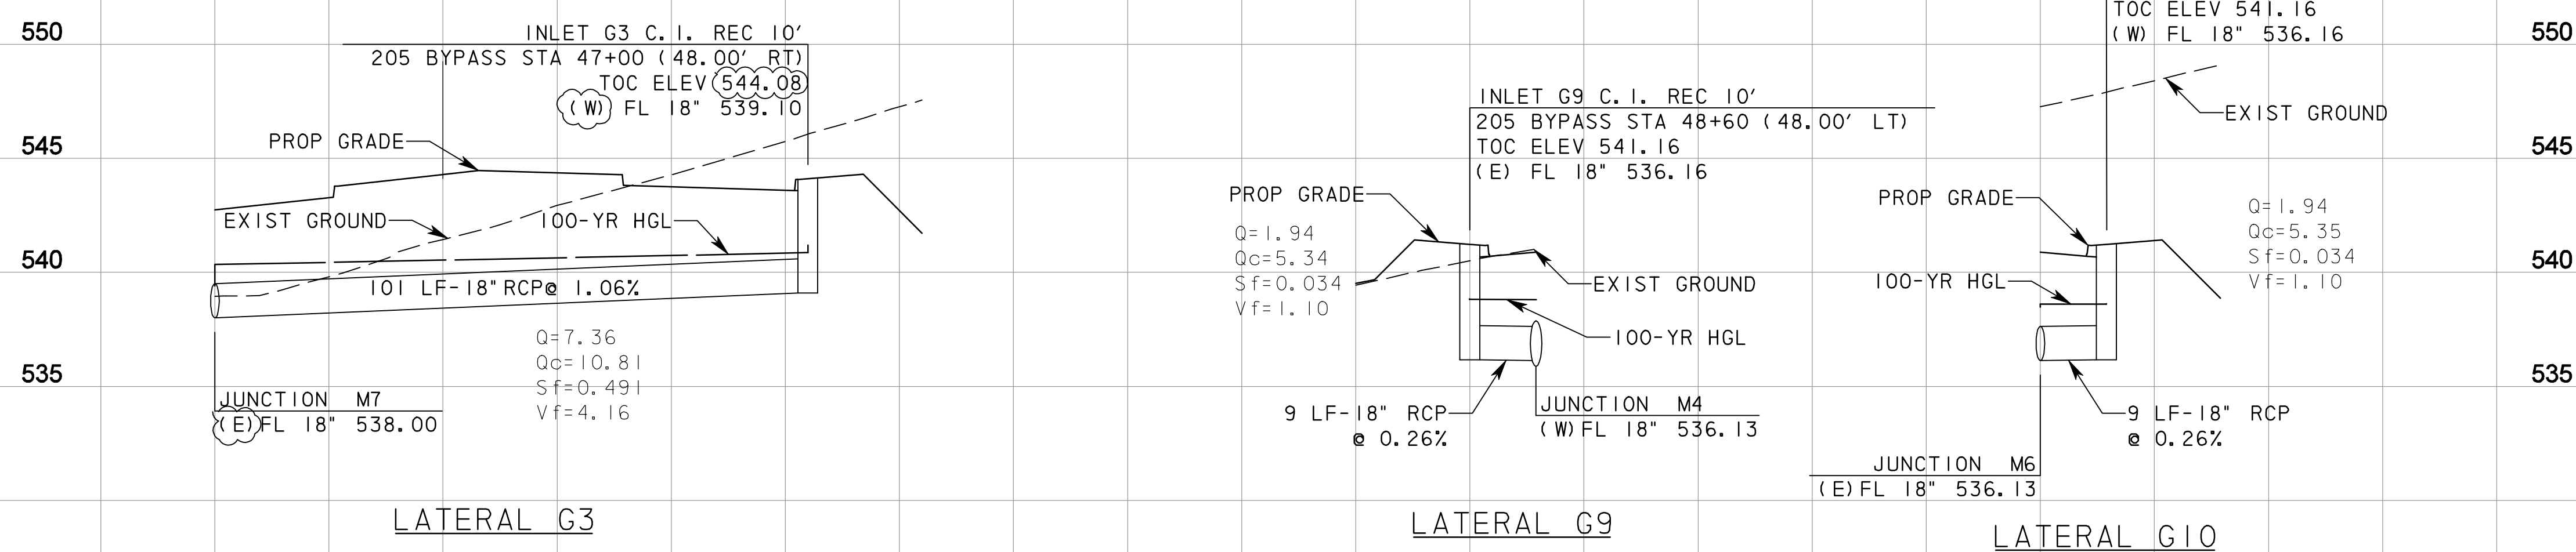 550
545
540
535
INLET G3 C.I. REC 10'
205 BYPASS STA 47+00 (48.00' RT)
TOC ELEV 544.08
(W) FL 18" 539.10
PROP GRADE
EXIST GROUND
100-YR HGL
101 LF-18" RCP@ 1.06%
Q=7.36
Qc=10.81
Sf=0.491
Vf=4.16
JUNCTION M7
(E)FL 18" 538.00
LATERAL G3
INLET G9 C.I. REC 10'
205 BYPASS STA 48+60 (48.00' LT)
TOC ELEV 541.16
(E) FL 18" 536.16
PROP GRADE
Q=1.94
Qc=5.34
Sf=0.034
Vf=1.10
EXIST GROUND
100-YR HGL
9 LF-18" RCP
@ 0.26%
JUNCTION M4
(W)FL 18" 536.13
LATERAL G9
TOC ELEV 541.16
(W) FL 18" 536.16
EXIST GROUND
PROP GRADE
Q=1.94
Qc=5.35
Sf=0.034
Vf=1.10
100-YR HGL
9 LF-18" RCP
@ 0.26%
JUNCTION M6
(E)FL 18" 536.13
LATERAL G10
550
545
540
535